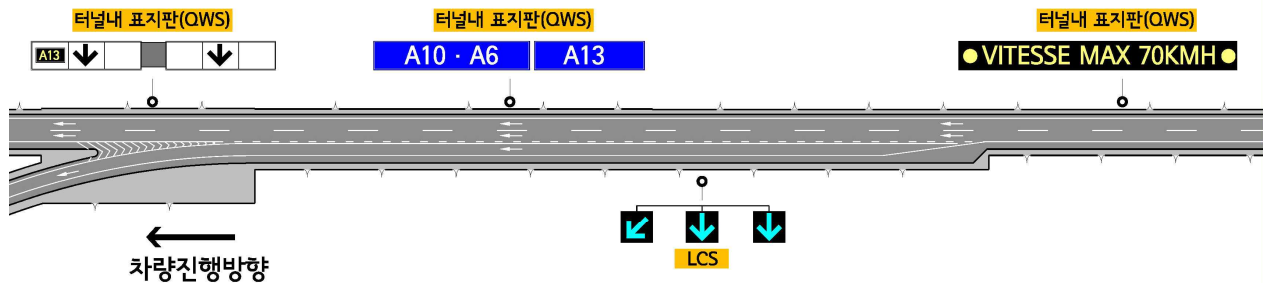 터널내 표지판(QWS)
터널내 표지판(QWS)
터널내 표지판(QWS)
A13
A10 · A6
A13
VITESSE MAX 70KMH
LCS
차량진행방향